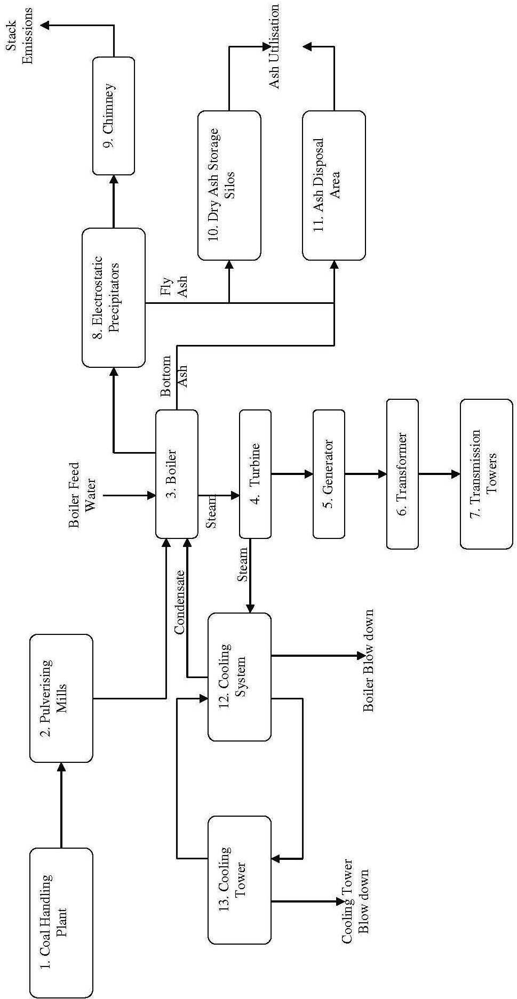 1. Coal Handling
Plant
2. Pulverising
Mills
Boiler Feed
Water
3. Boiler
Condensate
Steam
4. Turbine
Steam
5. Generator
6. Transformer
7. Transmission
Towers
8. Electrostatic
Precipitators
9. Chimney
Stack
Emissions
Fly
Ash
Bottom
Ash
10. Dry Ash Storage
Silos
11. Ash Disposal
Area
Ash Utilisation
12. Cooling
System
Boiler Blow down
13. Cooling
Tower
Cooling Tower
Blow down